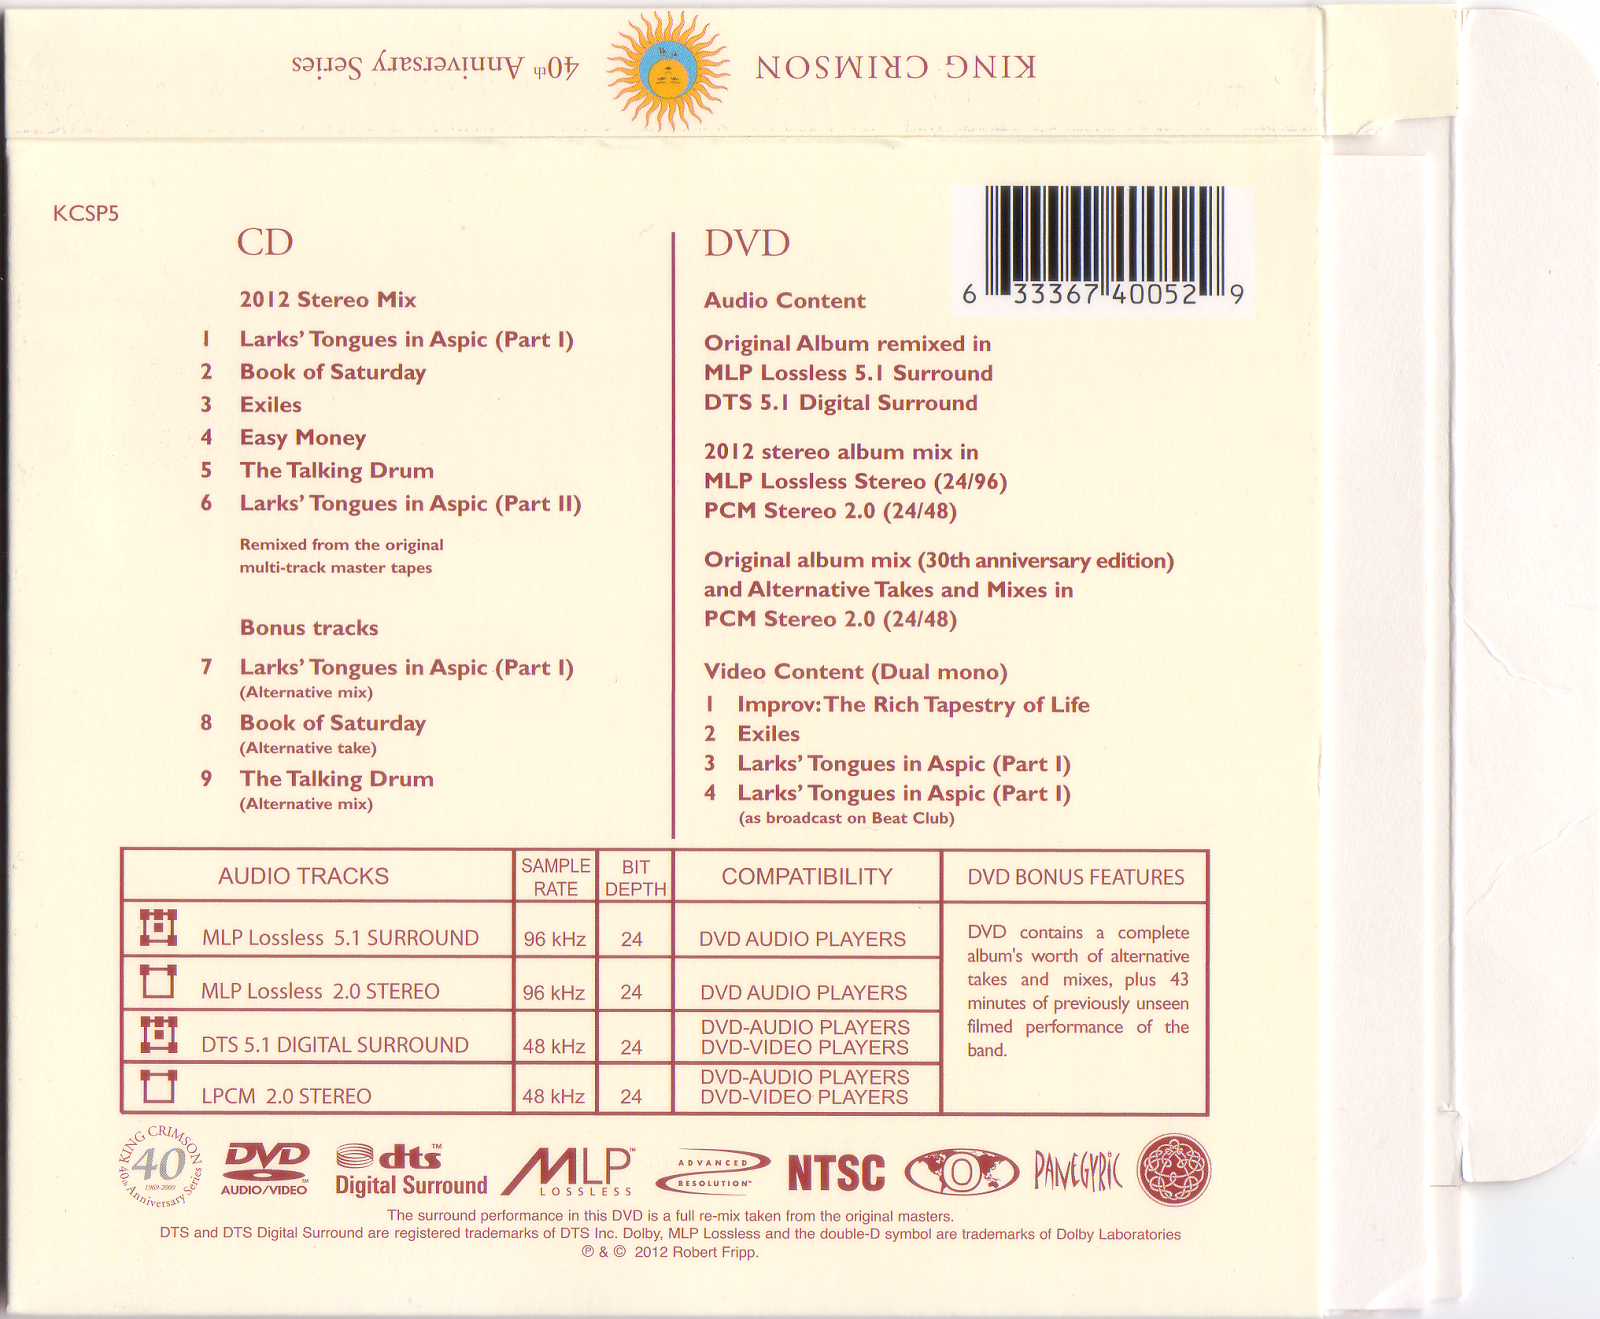 KING CRIMSON 40th Anniversary Series
KCSP5
CD
2012 Stereo Mix
1 Larks' Tongues in Aspic (Part I)
2 Book of Saturday
3 Exiles
4 Easy Money
5 The Talking Drum
6 Larks' Tongues in Aspic (Part II)
Remixed from the original
multi-track master tapes
Bonus tracks
7 Larks' Tongues in Aspic (Part I)
(Alternative mix)
8 Book of Saturday
(Alternative take)
9 The Talking Drum
(Alternative mix)
DVD
6 33367 40052 9
Audio Content
Original Album remixed in
MLP Lossless 5.1 Surround
DTS 5.1 Digital Surround
2012 stereo album mix in
MLP Lossless Stereo (24/96)
PCM Stereo 2.0 (24/48)
Original album mix (30th anniversary edition)
and Alternative Takes and Mixes in
PCM Stereo 2.0 (24/48)
Video Content (Dual mono)
1 Improv: The Rich Tapestry of Life
2 Exiles
3 Larks' Tongues in Aspic (Part I)
4 Larks' Tongues in Aspic (Part I)
(as broadcast on Beat Club)
AUDIO TRACKS
SAMPLE
RATE
BIT
DEPTH
COMPATIBILITY
DVD BONUS FEATURES
MLP Lossless 5.1 SURROUND 96 kHz 24 DVD AUDIO PLAYERS
MLP Lossless 2.0 STEREO 96 kHz 24 DVD AUDIO PLAYERS
DTS 5.1 DIGITAL SURROUND 48 kHz 24 DVD-AUDIO PLAYERS
DVD-VIDEO PLAYERS
LPCM 2.0 STEREO 48 kHz 24 DVD-AUDIO PLAYERS
DVD-VIDEO PLAYERS
DVD contains a complete
album's worth of alternative
takes and mixes, plus 43
minutes of previously unseen
filmed performance of the
band.
KING CRIMSON
40
1969-2009
40th Anniversary Series
DVD™
AUDIO/VIDEO
dts™
Digital Surround
MLP™
LOSSLESS
ADVANCED
RESOLUTION™
NTSC
O
PANEGYRIC
The surround performance in this DVD is a full re-mix taken from the original masters.
DTS and DTS Digital Surround are registered trademarks of DTS Inc. Dolby, MLP Lossless and the double-D symbol are trademarks of Dolby Laboratories
℗ & © 2012 Robert Fripp.